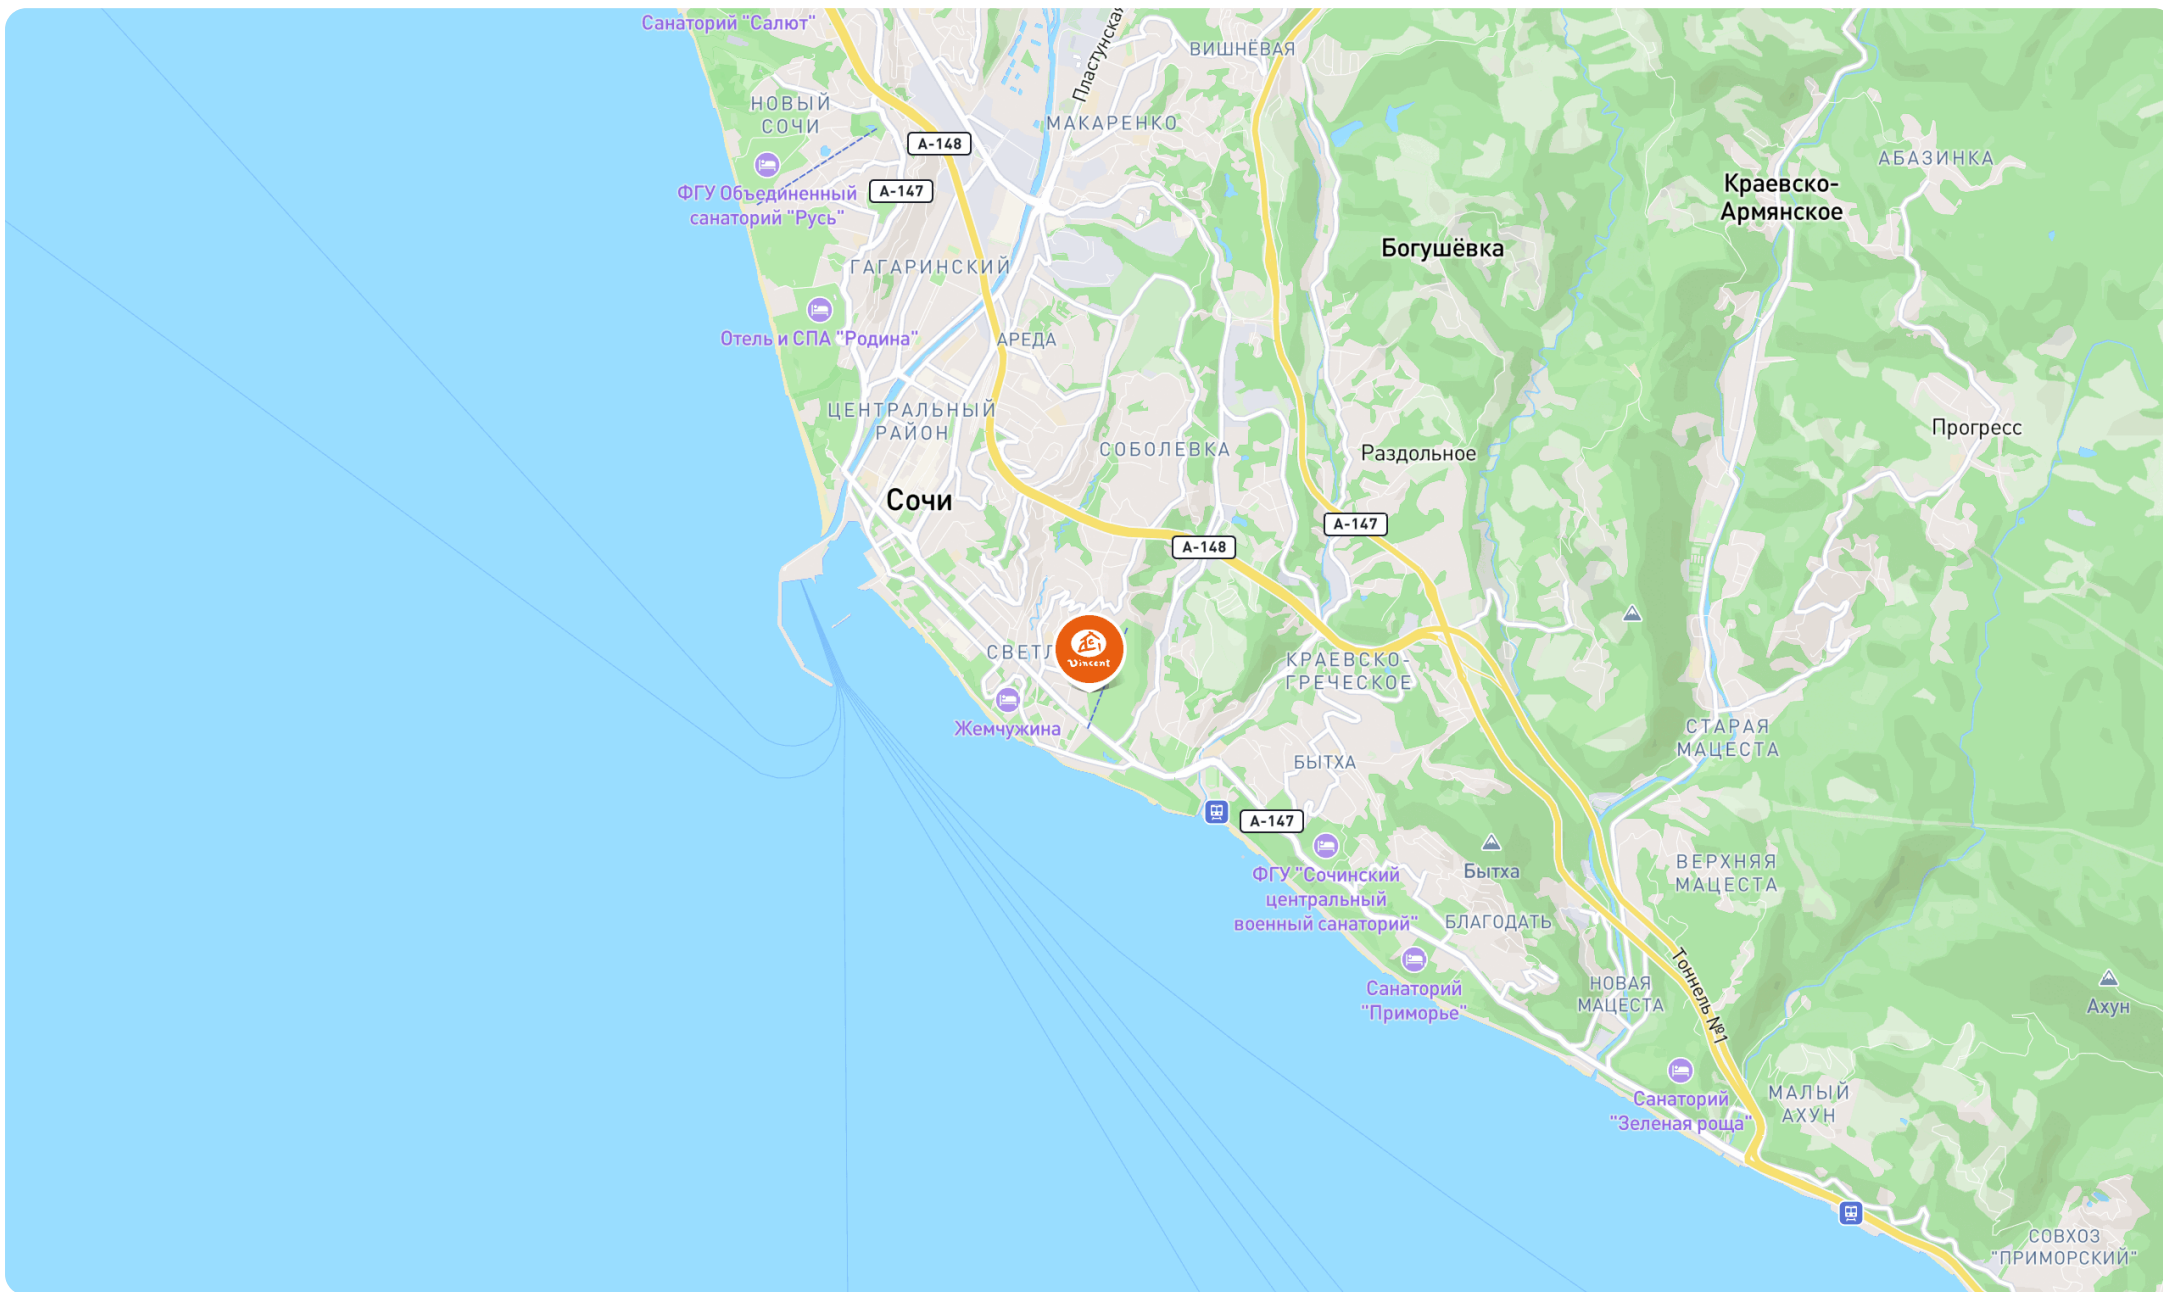 Санаторий "Салют"
Пластунская
ВИШНЁВАЯ
НОВЫЙ
СОЧИ
МАКАРЕНКО
А-148
АБАЗИНКА
А-147
ФГУ Объединенный
санаторий "Русь"
Краевско-
Армянское
Богушёвка
ГАГАРИНСКИЙ
Отель и СПА "Родина"
АРЕДА
ЦЕНТРАЛЬНЫЙ
РАЙОН
Прогресс
СОБОЛЕВКА
Раздольное
Сочи
А-147
А-148
СВЕТЛ
Vincent
КРАЕВСКО-
ГРЕЧЕСКОЕ
Жемчужина
СТАРАЯ
МАЦЕСТА
БЫТХА
А-147
ФГУ "Сочинский
центральный
военный санаторий"
Бытха
ВЕРХНЯЯ
МАЦЕСТА
БЛАГОДАТЬ
Санаторий
"Приморье"
НОВАЯ
МАЦЕСТА
Тоннель №1
Ахун
Санаторий
"Зеленая роща"
МАЛЫЙ
АХУН
СОВХОЗ
"ПРИМОРСКИЙ"